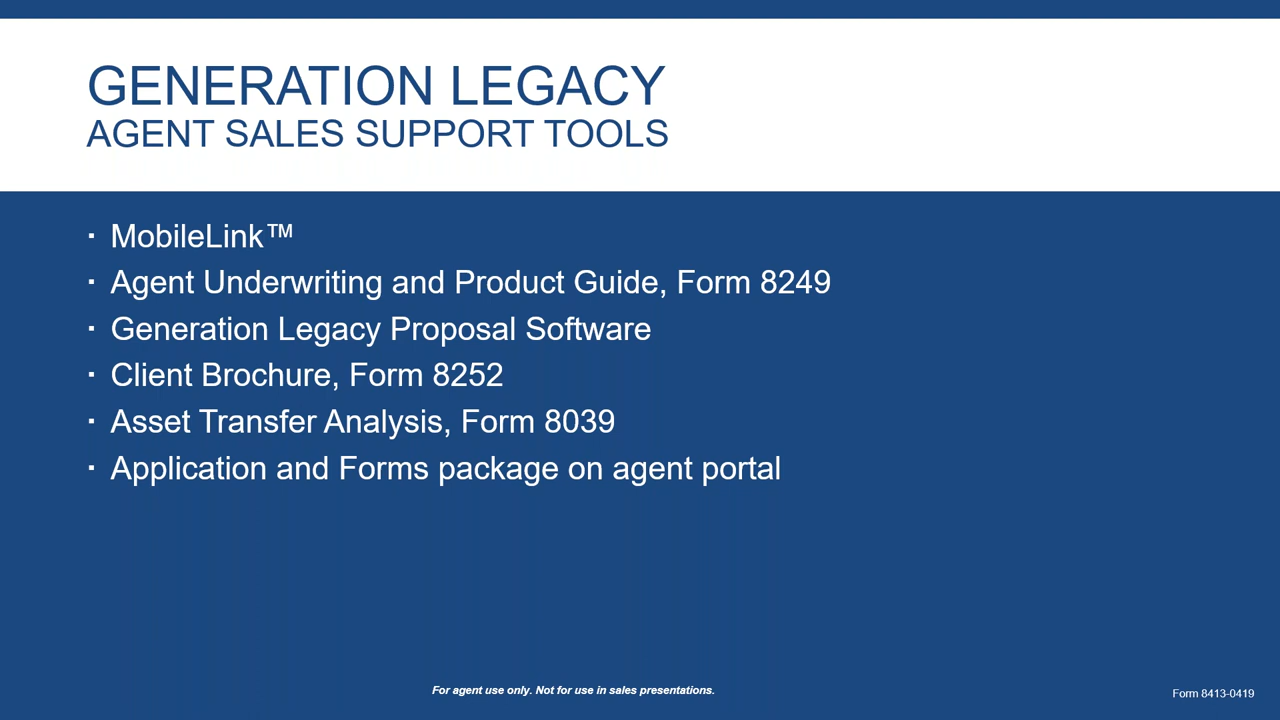 GENERATION LEGACY
AGENT SALES SUPPORT TOOLS
▪ MobileLink™
▪ Agent Underwriting and Product Guide, Form 8249
▪ Generation Legacy Proposal Software
▪ Client Brochure, Form 8252
▪ Asset Transfer Analysis, Form 8039
▪ Application and Forms package on agent portal
For agent use only. Not for use in sales presentations.
Form 8413-0419